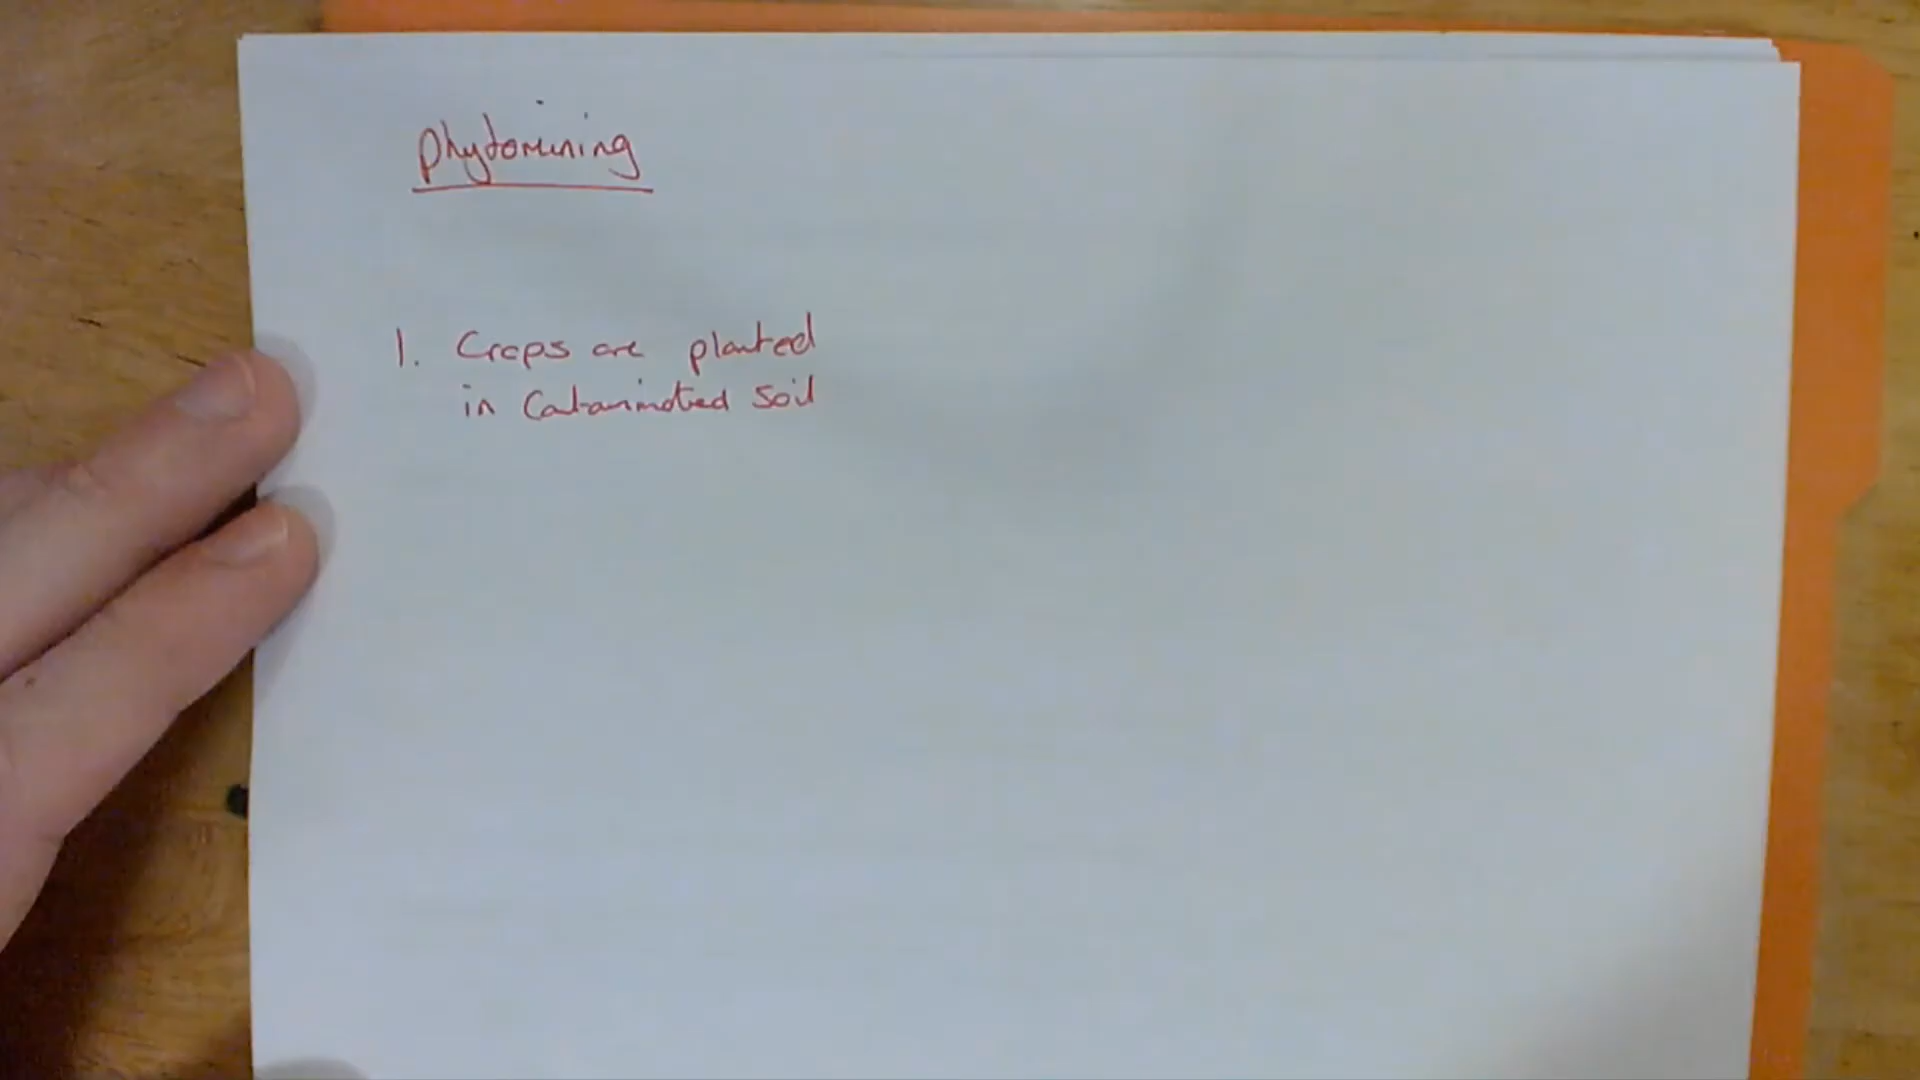 Phytomining
1. Crops are planted
in Contaminated Soil